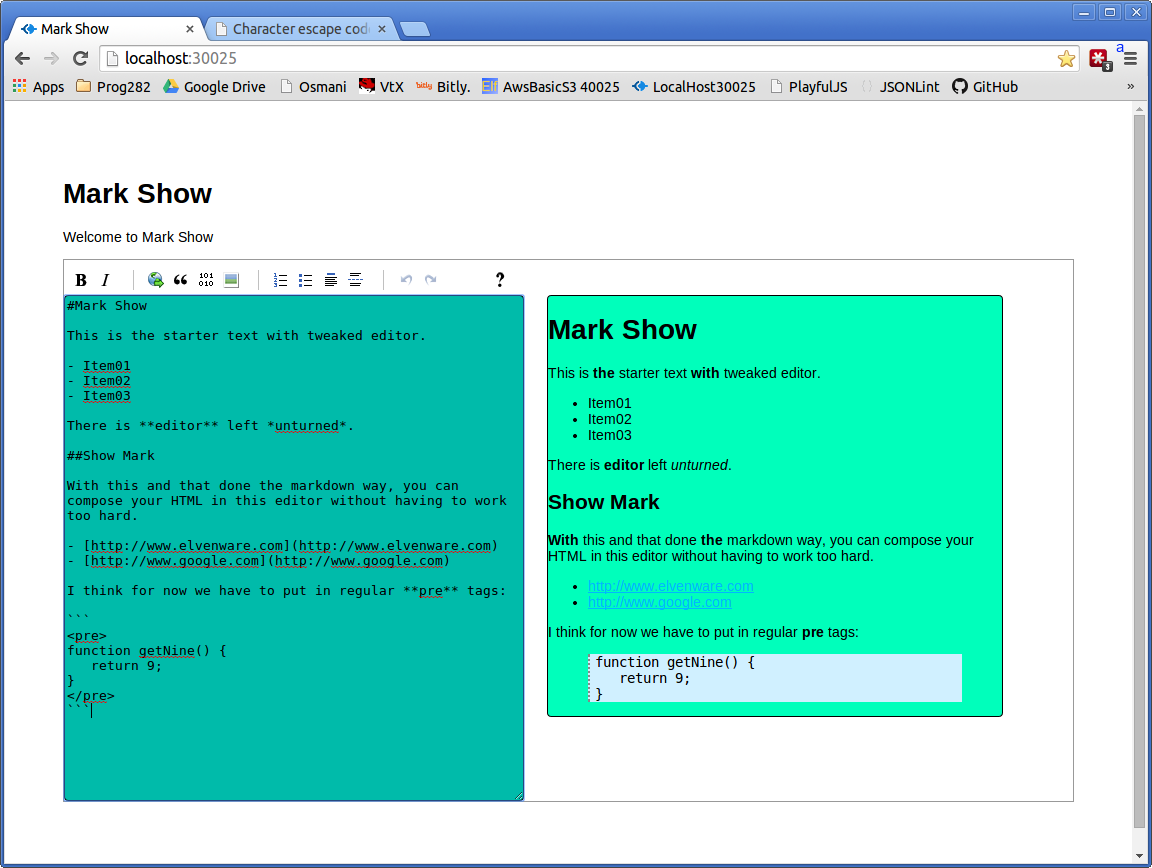 Mark Show
Character escape cod
localhost:30025
3
a
Apps Prog282 Google Drive Osmani VtX bitly Bitly. AwsBasicS3 40025 LocalHost30025 PlayfulJS JSONLint GitHub »
Mark Show
Welcome to Mark Show
B I 101 010 ?
#Mark Show
This is the starter text with tweaked editor.
- Item01
- Item02
- Item03
There is **editor** left *unturned*.
##Show Mark
With this and that done the markdown way, you can
compose your HTML in this editor without having to work
too hard.
- [http://www.elvenware.com](http://www.elvenware.com)
- [http://www.google.com](http://www.google.com)
I think for now we have to put in regular **pre** tags:
```
<pre>
function getNine() {
   return 9;
}
</pre>
```
Mark Show
This is the starter text with tweaked editor.
• Item01
• Item02
• Item03
There is editor left unturned.
Show Mark
With this and that done the markdown way, you can compose your
HTML in this editor without having to work too hard.
• http://www.elvenware.com
• http://www.google.com
I think for now we have to put in regular pre tags:
function getNine() {
   return 9;
}